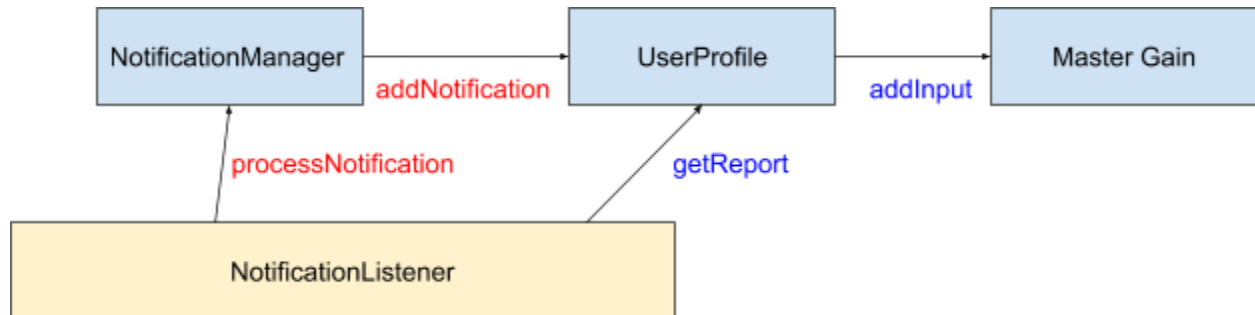 NotificationManager
UserProfile
Master Gain
addNotification
addInput
processNotification
getReport
NotificationListener